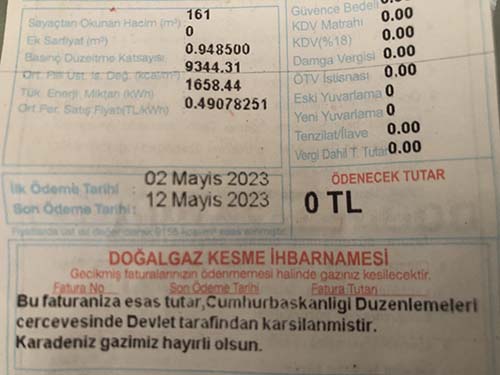 Sayaçtan Okunan Hacim (m³) 161
Ek Sarfiyat (m³) 0
Basınç Düzeltme Katsayısı 0.948500
Ort. Fiili Üst. Is. Değ. (kcal/m³) 9344.31
Tük. Enerji. Miktarı (kWh) 1658.44
Ort. Per. Satış Fiyatı(TL/kWh) 0.49078251
Güvence Bedeli 0.00
KDV Matrahı 0.00
KDV(%18) 0.00
Damga Vergisi 0.00
ÖTV İstisnası 0.00
Eski Yuvarlama 0
Yeni Yuvarlama 0
Tenzilat/İlave 0.00
Vergi Dahil T. Tutar 0.00
İlk Ödeme Tarihi : 02 Mayis 2023
Son Ödeme Tarihi : 12 Mayis 2023
ÖDENECEK TUTAR
0 TL
DOĞALGAZ KESME İHBARNAMESİ
Gecikmiş faturalarınızın ödenmemesi halinde gazınız kesilecektir.
Fatura No Son Ödeme Tarihi Fatura Tutarı
Bu faturaniza esas tutar,Cumhurbaskanligi Duzenlemeleri
cercevesinde Devlet tarafindan karsilanmistir.
Karadeniz gazimiz hayırli olsun.